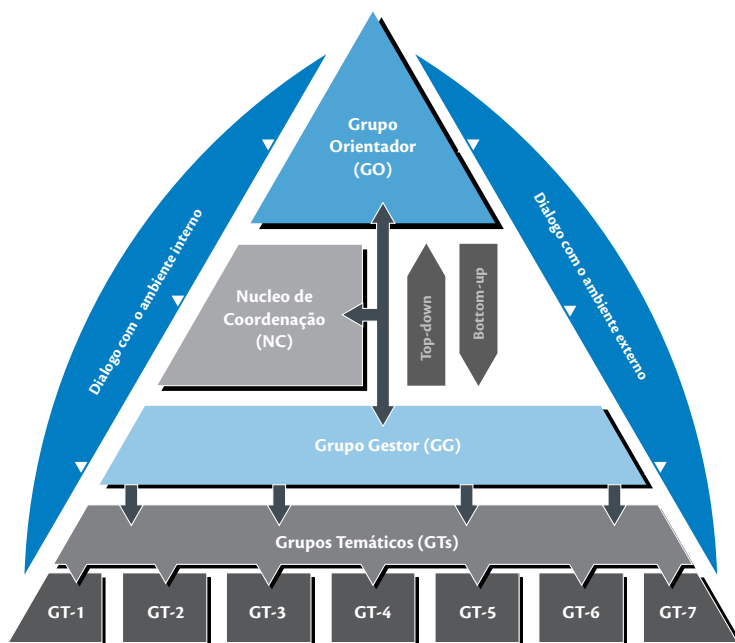 Grupo
Orientador
(GO)
Dialogo com o ambiente interno
Dialogo com o ambiente externo
Nucleo de
Coordenação
(NC)
Top-down
Bottom-up
Grupo Gestor (GG)
Grupos Temáticos (GTs)
GT-1
GT-2
GT-3
GT-4
GT-5
GT-6
GT-7